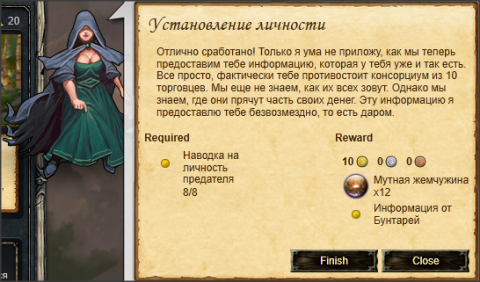 20
Установление личности
Отлично сработано! Только я ума не приложу, как мы теперь
предоставим тебе информацию, которая у тебя уже и так есть.
Все просто, фактически тебе противостоит консорциум из 10
торговцев. Мы еще не знаем, как их всех зовут. Однако мы
знаем, где они прячут часть своих денег. Эту информацию я
предоставлю тебе безвозмездно, то есть даром.
Required
Наводка на
личность
предателя
8/8
Reward
10 0 0
Мутная жемчужина
x12
Информация от
Бунтарей
Finish Close
ся